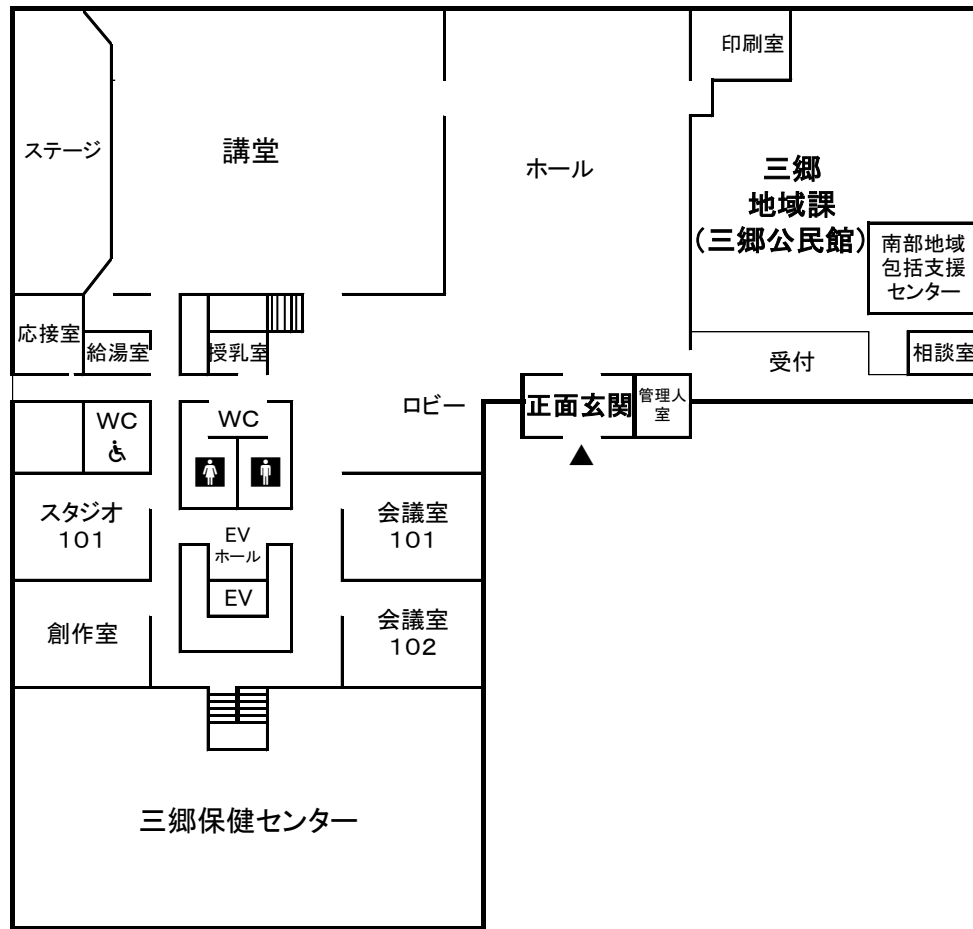 印刷室
ステージ
講堂
ホール
三郷
地域課
（三郷公民館）
南部地域
包括支援
センター
応接室
給湯室
授乳室
受付
相談室
ロビー
正面玄関
管理人
室
WC
WC
スタジオ
101
EV
ホール
会議室
101
EV
創作室
会議室
102
三郷保健センター